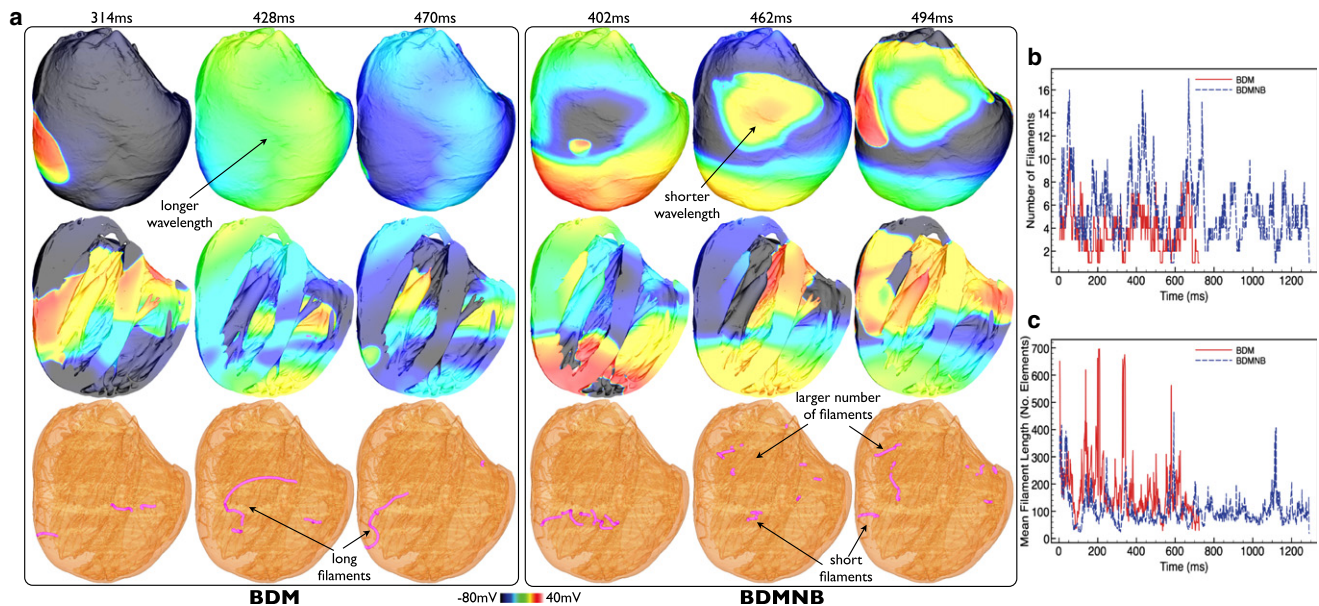 a
314ms 428ms 470ms 402ms 462ms 494ms
longer
wavelength
shorter
wavelength
larger number
of filaments
long
filaments
short
filaments
BDM
-80mV 40mV
BDMNB
b
BDM
BDMNB
Number of Filaments
16
14
12
10
8
6
4
2
0 200 400 600 800 1000 1200
Time (ms)
c
BDM
BDMNB
Mean Filament Length (No. Elements)
700
600
500
400
300
200
100
0
0 200 400 600 800 1000 1200
Time (ms)